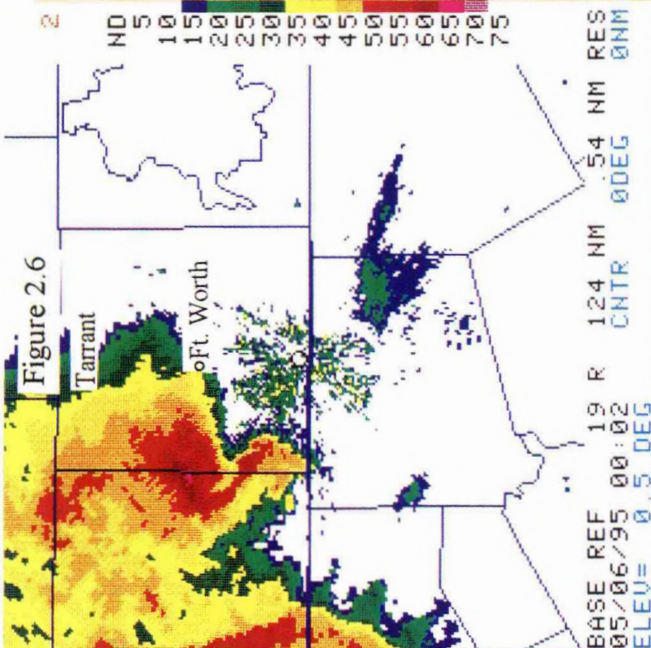 Figure 2.6
Tarrant
Ft. Worth
2
ND
5
10
15
20
25
30
35
40
45
50
55
60
65
70
75
BASE REF 19 R 124 NM .54 NM RES
05/06/95 00:02 CNTR 0DEG 0NM
ELEV= 0.5 DEG